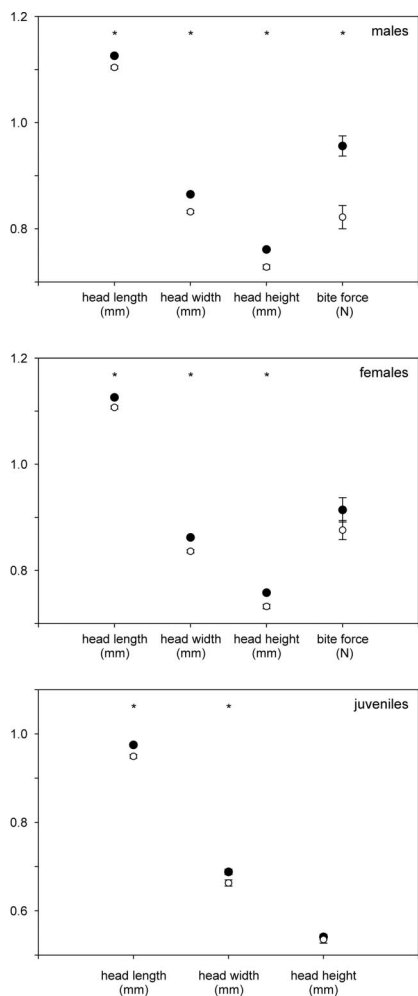 1.2
* * * * males
1.0
0.8
head length head width head height bite force
(mm) (mm) (mm) (N)
1.2
* * * females
1.0
0.8
head length head width head height bite force
(mm) (mm) (mm) (N)
juveniles
* *
1.0
0.8
0.6
head length head width head height
(mm) (mm) (mm)